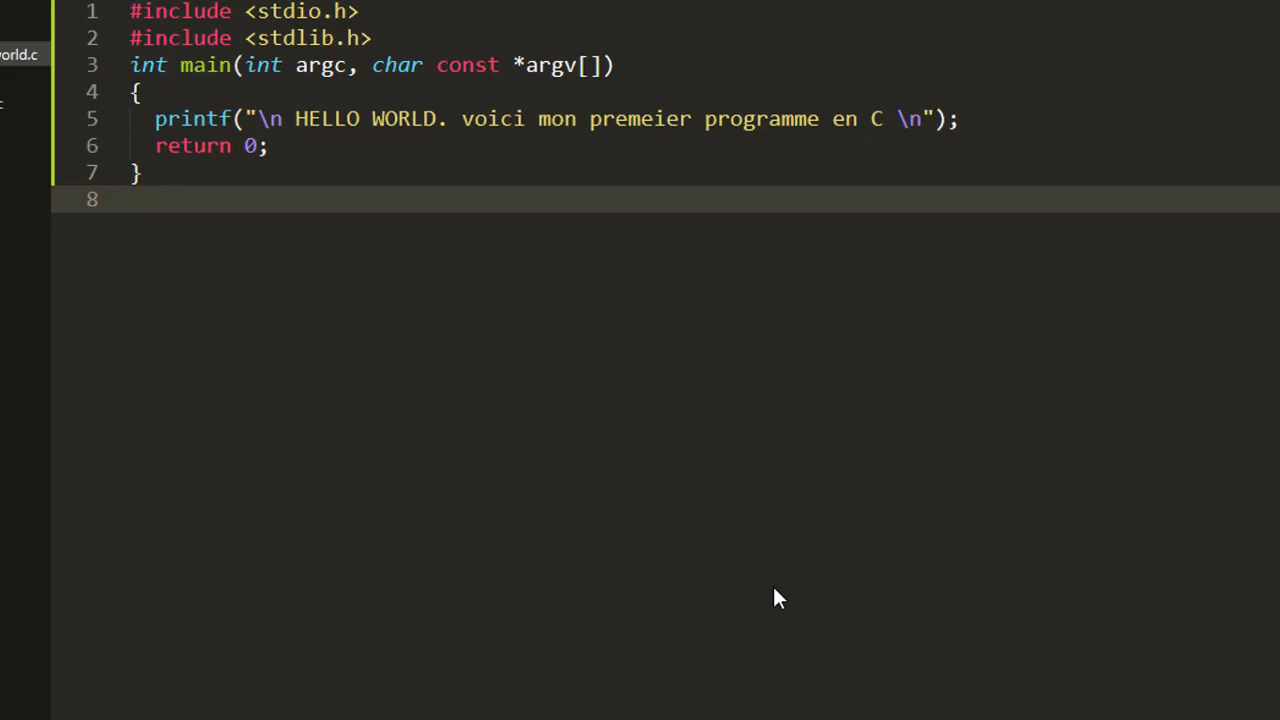 1 #include <stdio.h>
2 #include <stdlib.h>
world.c
3 int main(int argc, char const *argv[])
4 {
5 printf("\n HELLO WORLD. voici mon premeier programme en C \n");
6 return 0;
7 }
8